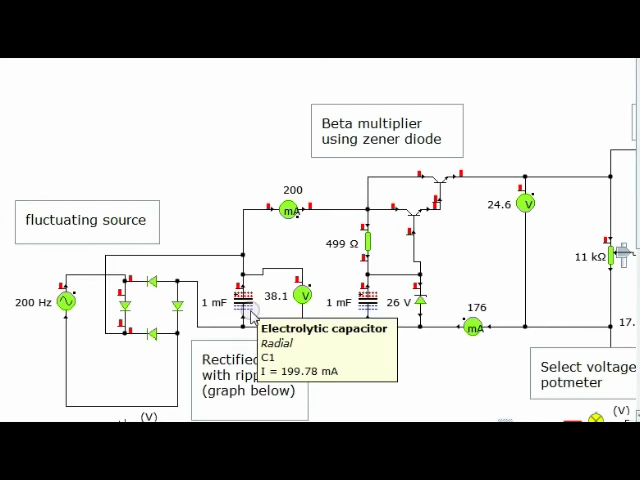 Beta multiplier
using zener diode
200
mA
24.6
V
fluctuating source
499 Ω
11 kΩ
200 Hz
1 mF
38.1
V
1 mF
26 V
176
mA
17.
Electrolytic capacitor
Radial
C1
I = 199.78 mA
Rectified
with ripp
(graph below)
Select voltage
potmeter
(V)
(V)